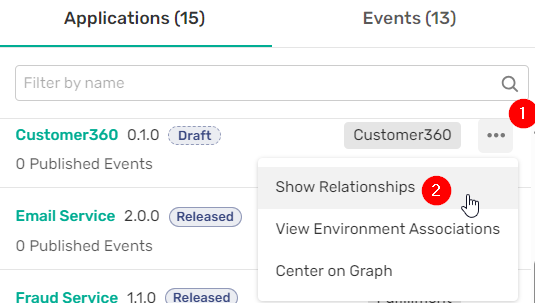 Applications (15) Events (13)
Filter by name
1
Customer360 0.1.0 Draft Customer360 •••
0 Published Events
Show Relationships 2
Email Service 2.0.0 Released
View Environment Associations
0 Published Events
Center on Graph
Fraud Service 1.1.0 Released